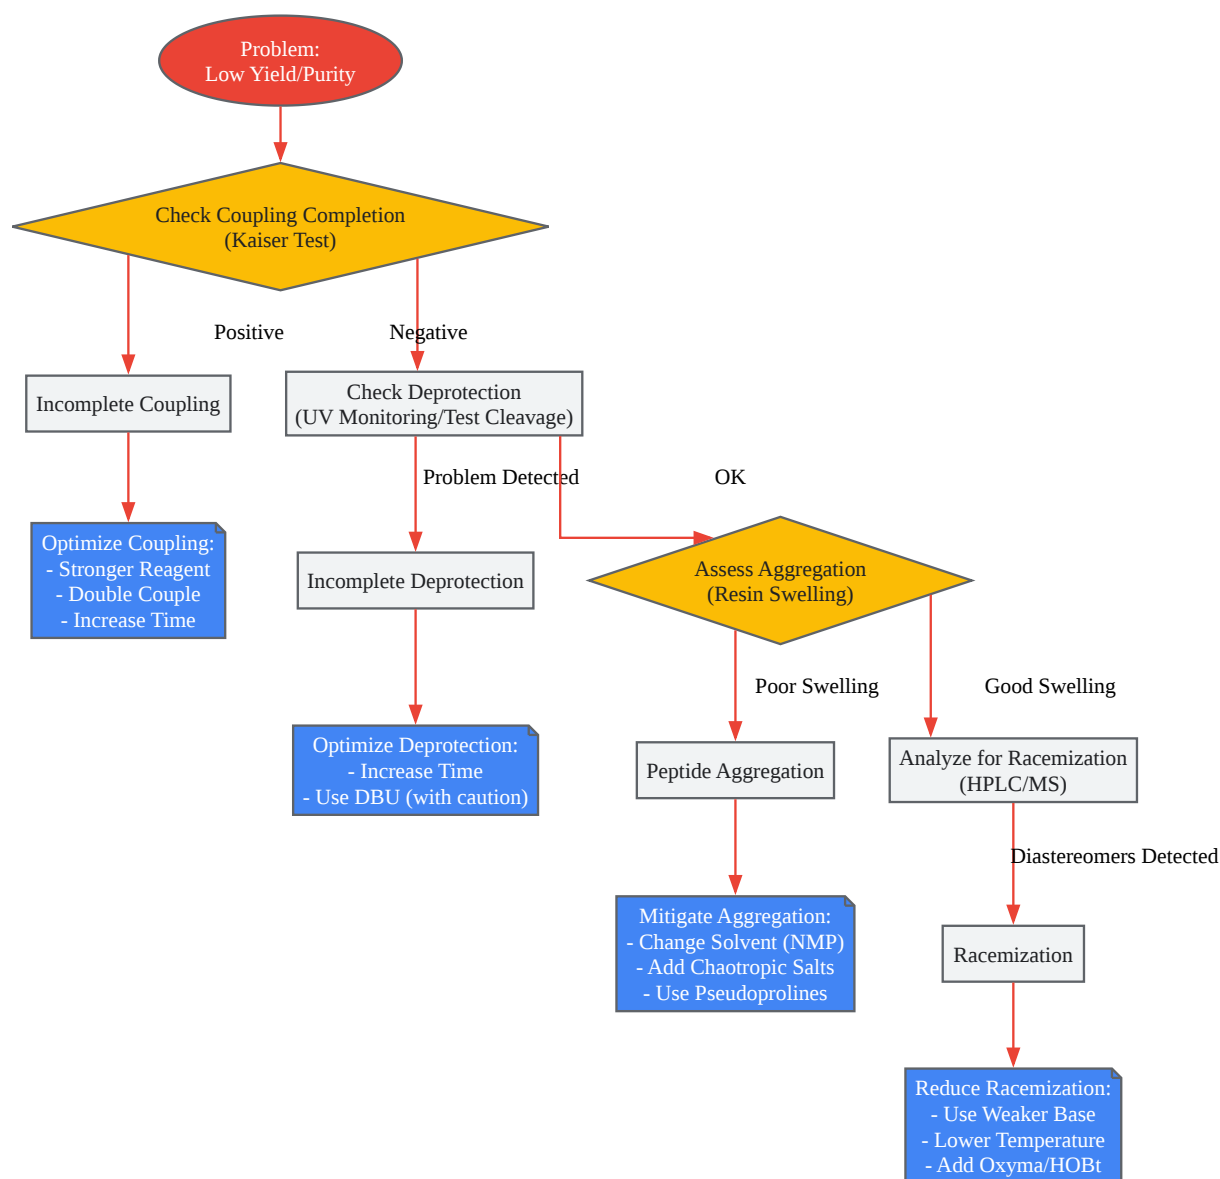 Problem:
Low Yield/Purity
Check Coupling Completion
(Kaiser Test)
Positive
Negative
Incomplete Coupling
Check Deprotection
(UV Monitoring/Test Cleavage)
Problem Detected
OK
Optimize Coupling:
- Stronger Reagent
- Double Couple
- Increase Time
Incomplete Deprotection
Assess Aggregation
(Resin Swelling)
Poor Swelling
Good Swelling
Optimize Deprotection:
- Increase Time
- Use DBU (with caution)
Peptide Aggregation
Analyze for Racemization
(HPLC/MS)
Diastereomers Detected
Mitigate Aggregation:
- Change Solvent (NMP)
- Add Chaotropic Salts
- Use Pseudoprolines
Racemization
Reduce Racemization:
- Use Weaker Base
- Lower Temperature
- Add Oxyma/HOBt